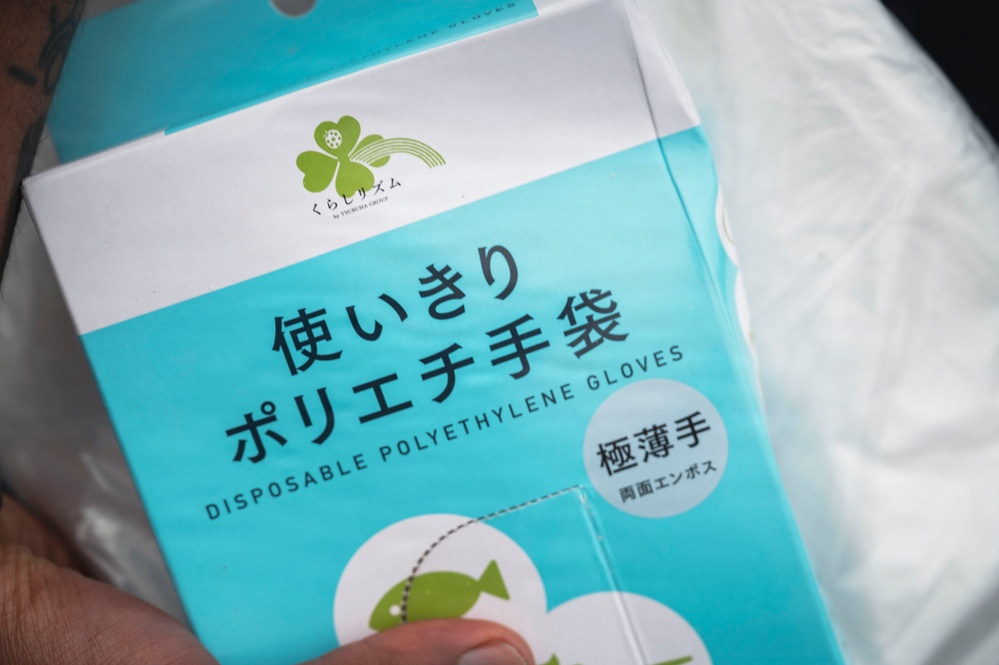 くらしリズム
by TSURUHA GROUP
使いきり
ポリエチ手袋
DISPOSABLE POLYETHYLENE GLOVES
極薄手
両面エンボス